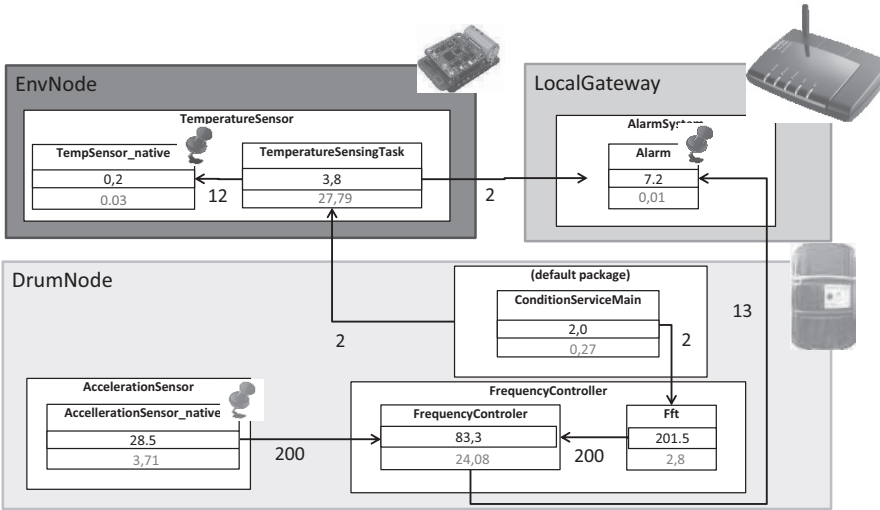 EnvNode
TemperatureSensor
TempSensor_native
0,2
0.03
12
TemperatureSensingTask
3,8
27,79
2
LocalGateway
AlarmSystem
Alarm
7.2
0,01
DrumNode
(default package)
ConditionServiceMain
2,0
0,27
2
2
13
AccelerationSensor
AccellerationSensor_native
28.5
3,71
200
FrequencyController
FrequencyControler
83,3
24,08
200
Fft
201.5
2,8